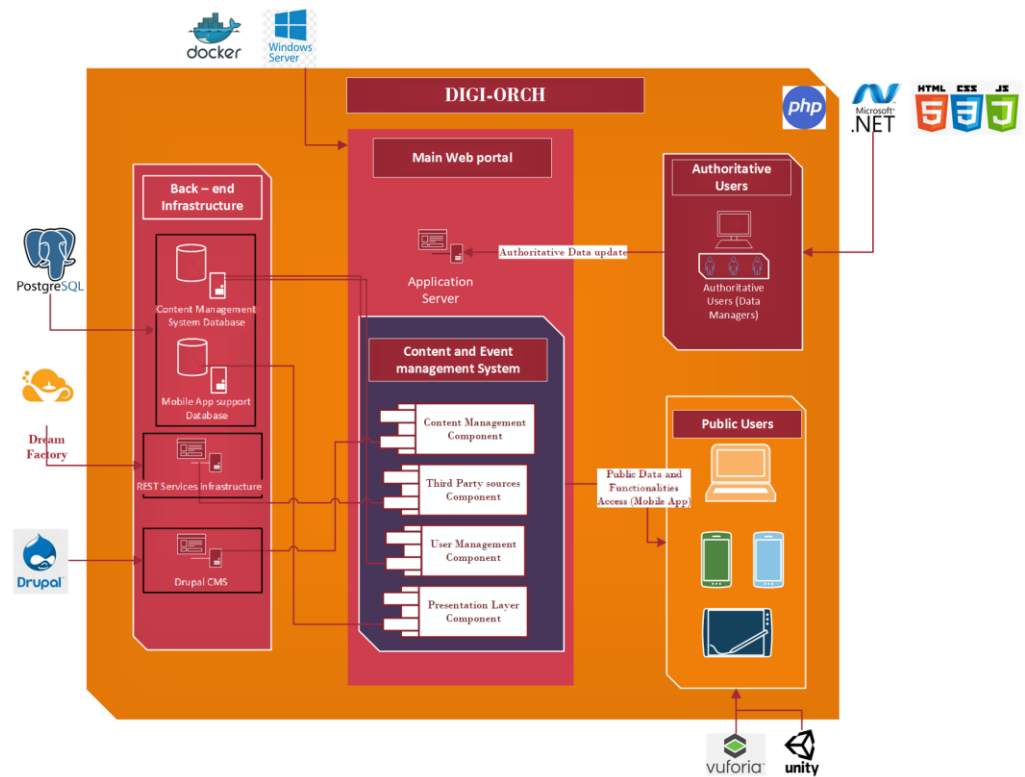 docker
Windows
Server
DIGI-ORCH
php
Microsoft®
.NET
HTML CSS JS
5 3 J
Main Web portal
Back – end
Infrastructure
Authoritative
Users
PostgreSQL
Content Management
System Database
Mobile App support
Database
Application
Server
Authoritative Data update
Authoritative
Users (Data
Managers)
Content and Event
management System
Content Management
Component
Third Party sources
Component
User Management
Component
Presentation Layer
Component
Dream
Factory
REST Services infrastructure
Drupal™
Drupal CMS
Public Data and
Functionalities
Access (Mobile App)
Public Users
vuforia™
unity